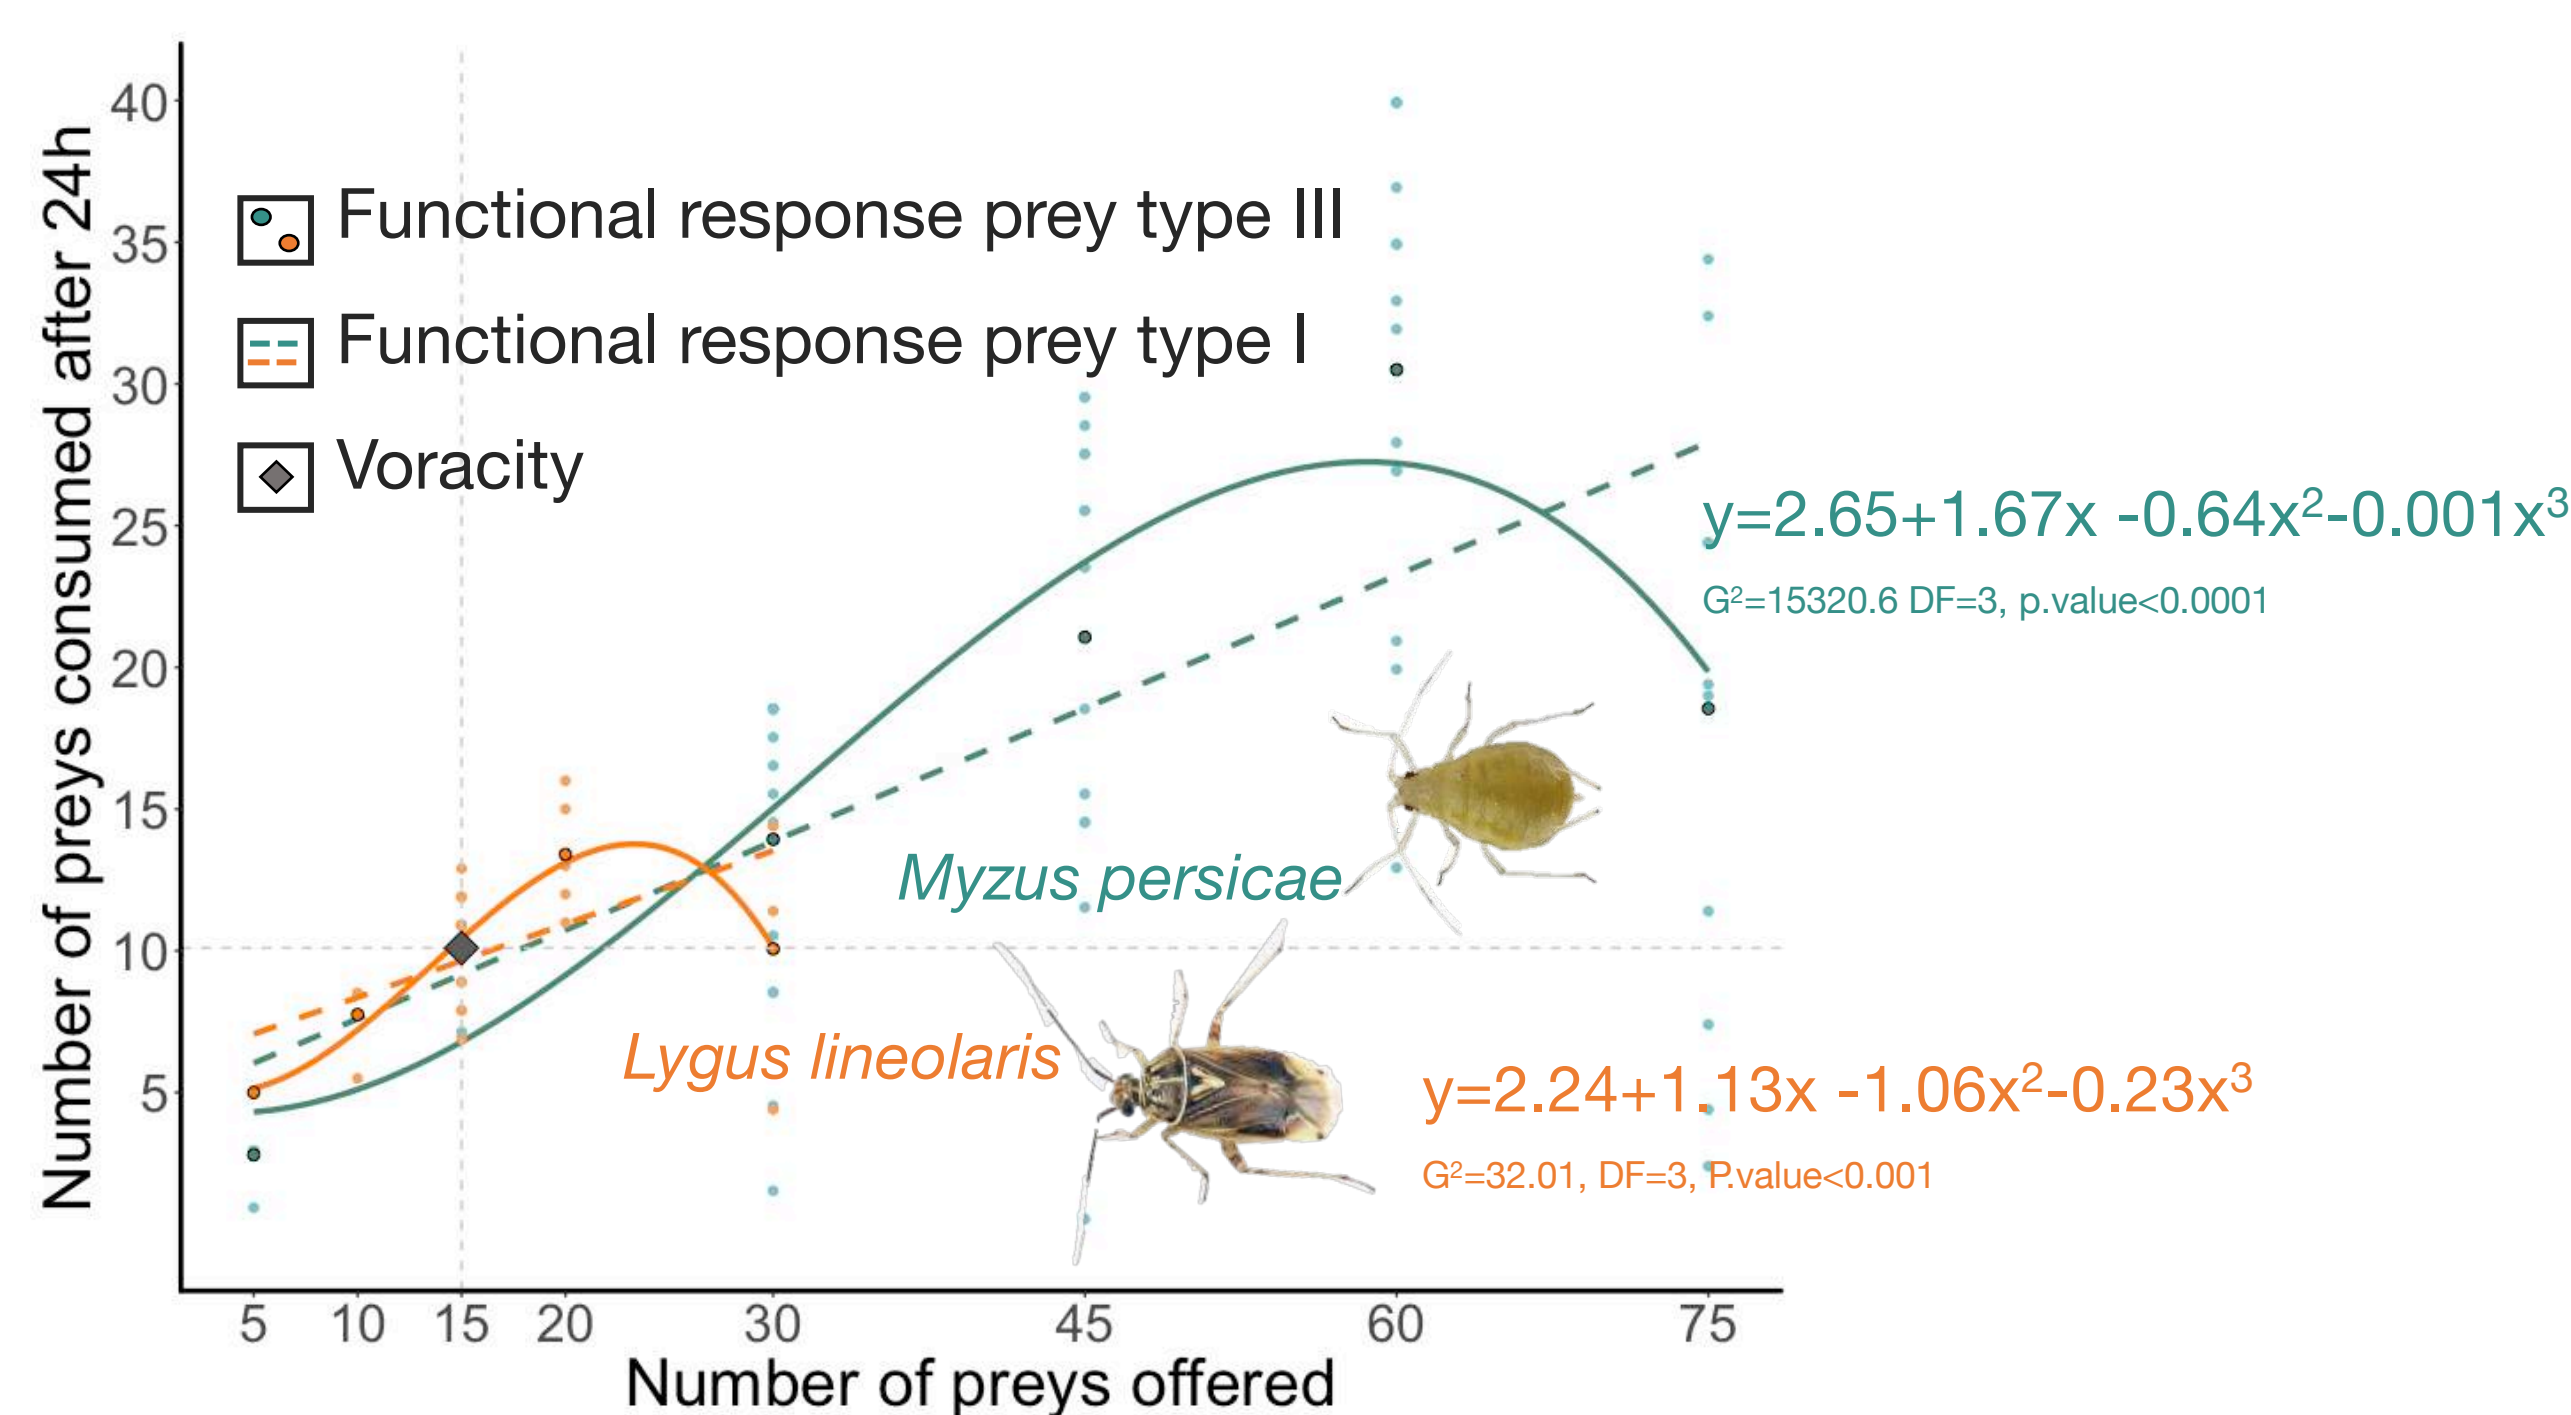 Number of preys consumed after 24h
40
35
30
25
20
15
10
5
Functional response prey type III
Functional response prey type I
Voracity
y=2.65+1.67x -0.64x²-0.001x³
G²=15320.6 DF=3, p.value<0.0001
Myzus persicae
Lygus lineolaris
y=2.24+1.13x -1.06x²-0.23x³
G²=32.01, DF=3, P.value<0.001
5 10 15 20 30 45 60 75
Number of preys offered